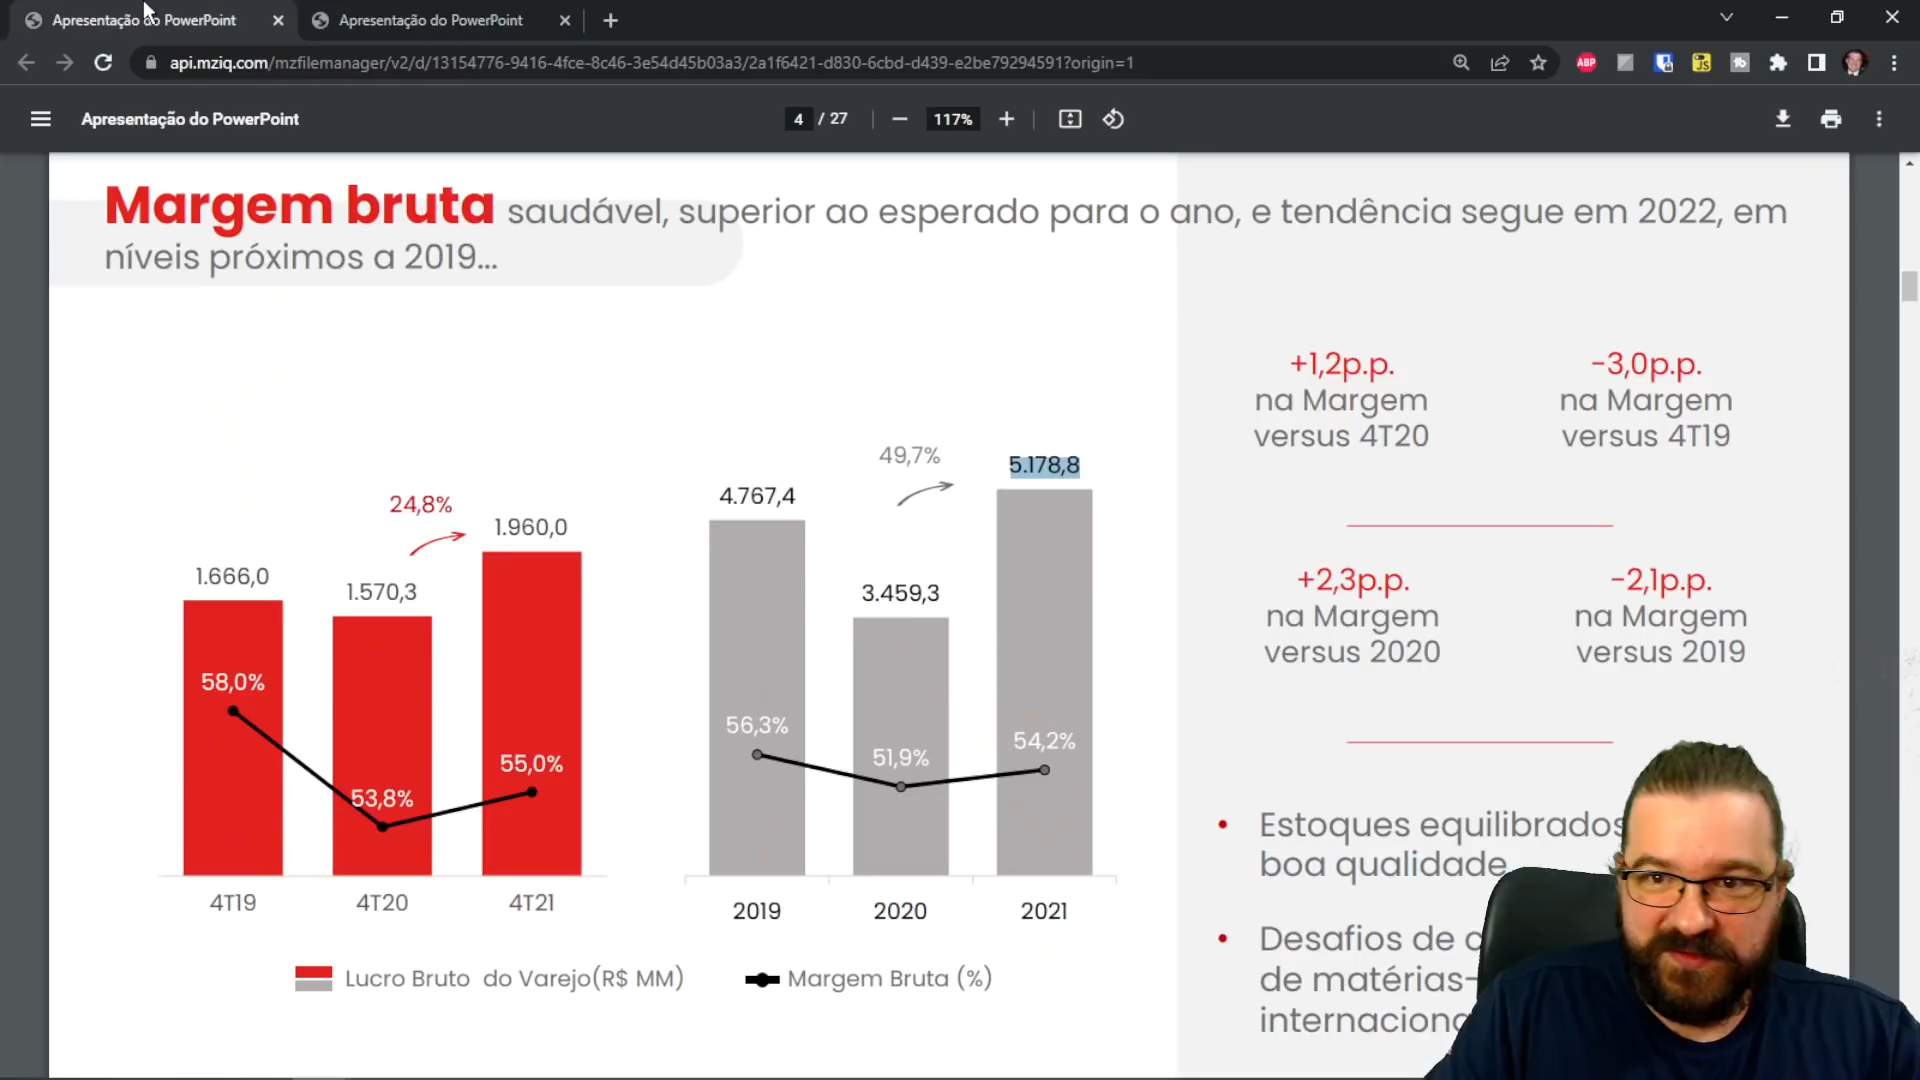 Apresentação do PowerPoint
Apresentação do PowerPoint
api.mziq.com/mzfilemanager/v2/d/13154776-9416-4fce-8c46-3e54d45b03a3/2a1f6421-d830-6cbd-d439-e2be79294591?origin=1
ABP
JS
Apresentação do PowerPoint
4 / 27
117%
Margem bruta saudável, superior ao esperado para o ano, e tendência segue em 2022, em
níveis próximos a 2019...
24,8%
1.666,0
1.570,3
1.960,0
58,0%
53,8%
55,0%
4T19
4T20
4T21
49,7%
4.767,4
3.459,3
5.178,8
56,3%
51,9%
54,2%
2019
2020
2021
Lucro Bruto do Varejo(R$ MM)
Margem Bruta (%)
+1,2p.p.
na Margem
versus 4T20
-3,0p.p.
na Margem
versus 4T19
+2,3p.p.
na Margem
versus 2020
-2,1p.p.
na Margem
versus 2019
• Estoques equilibrados
boa qualidade
• Desafios de
de matérias-